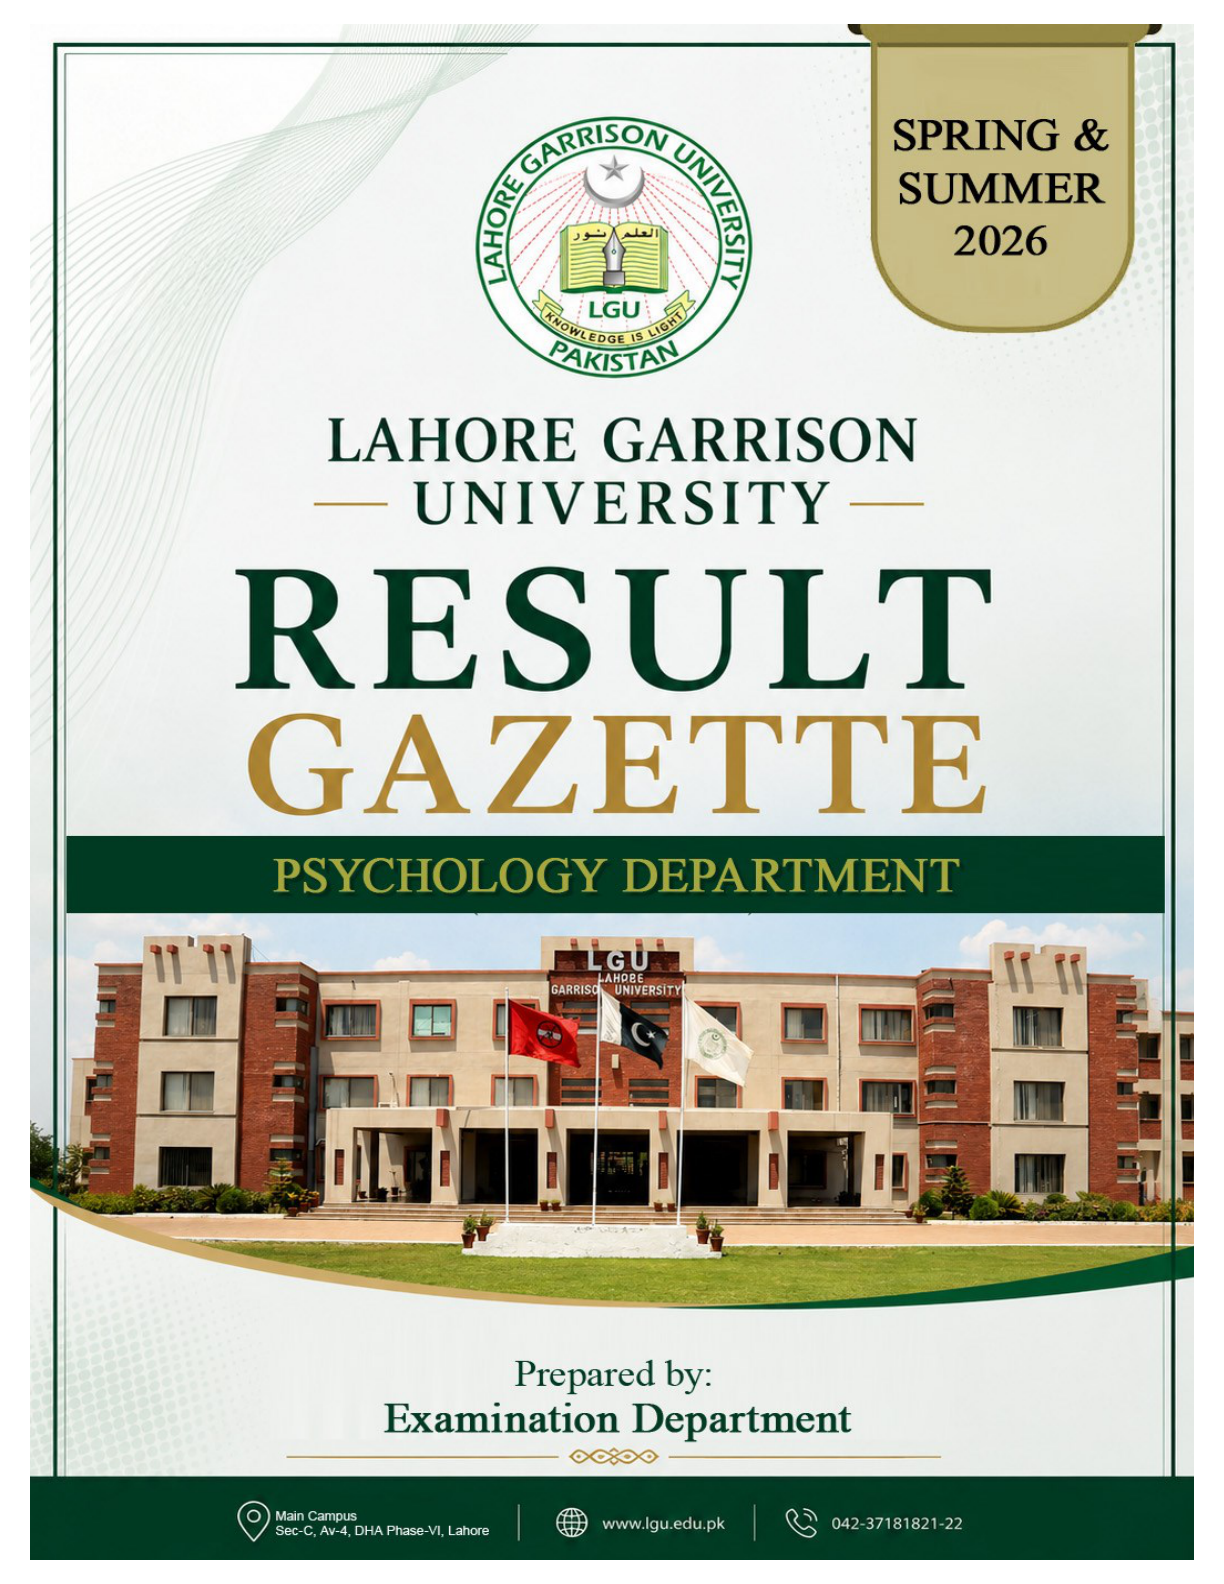 SPRING &
SUMMER
2026
LAHORE GARRISON UNIVERSITY
العلم نور
LGU
KNOWLEDGE IS LIGHT
PAKISTAN
LAHORE GARRISON
UNIVERSITY
RESULT
GAZETTE
PSYCHOLOGY DEPARTMENT
LGU
LAHORE
GARRISON UNIVERSITY
Prepared by:
Examination Department
Main Campus
Sec-C, Av-4, DHA Phase-VI, Lahore
www.lgu.edu.pk
042-37181821-22